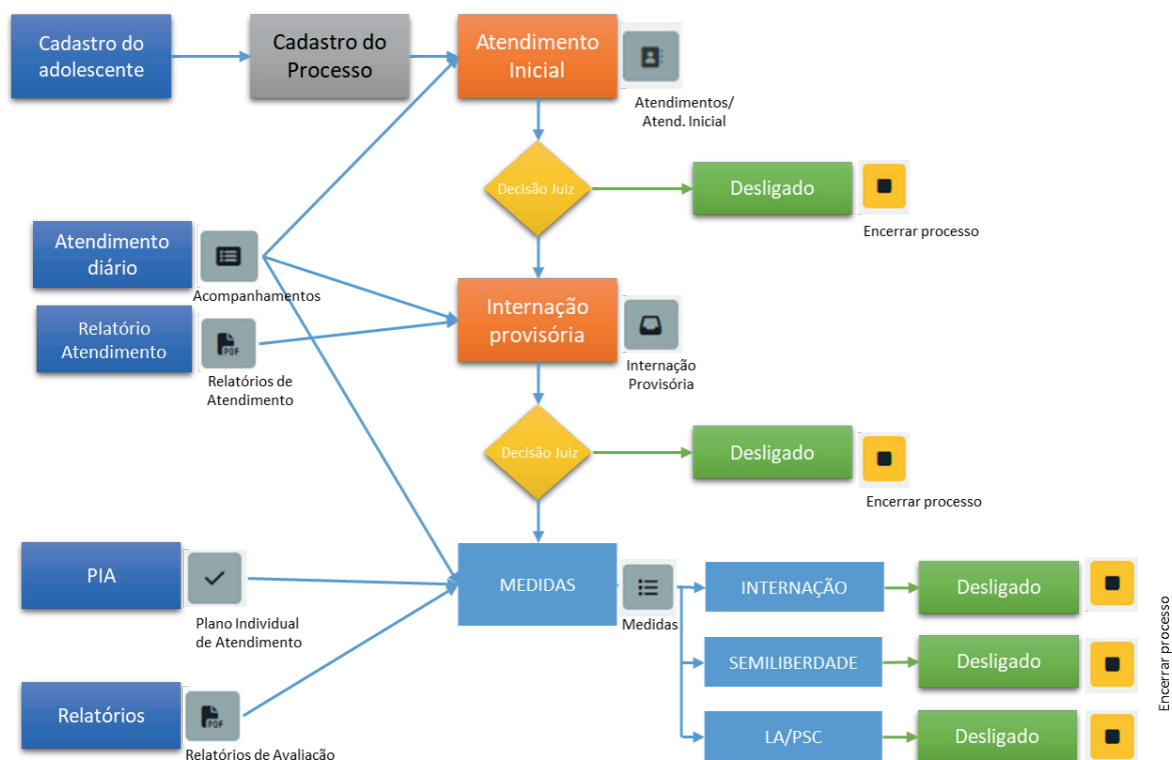 Cadastro do
adolescente
Cadastro do
Processo
Atendimento
Inicial
Atendimentos/
Atend. Inicial
Decisão Juiz
Desligado
Encerrar processo
Atendimento
diário
Acompanhamentos
Internação
provisória
Internação
Provisória
Relatório
Atendimento
PDF
Relatórios de
Atendimento
Decisão Juiz
Desligado
Encerrar processo
PIA
Plano Individual
de Atendimento
MEDIDAS
Medidas
INTERNAÇÃO
Desligado
SEMILIBERDADE
Desligado
Encerrar processo
Relatórios
PDF
Relatórios de Avaliação
LA/PSC
Desligado